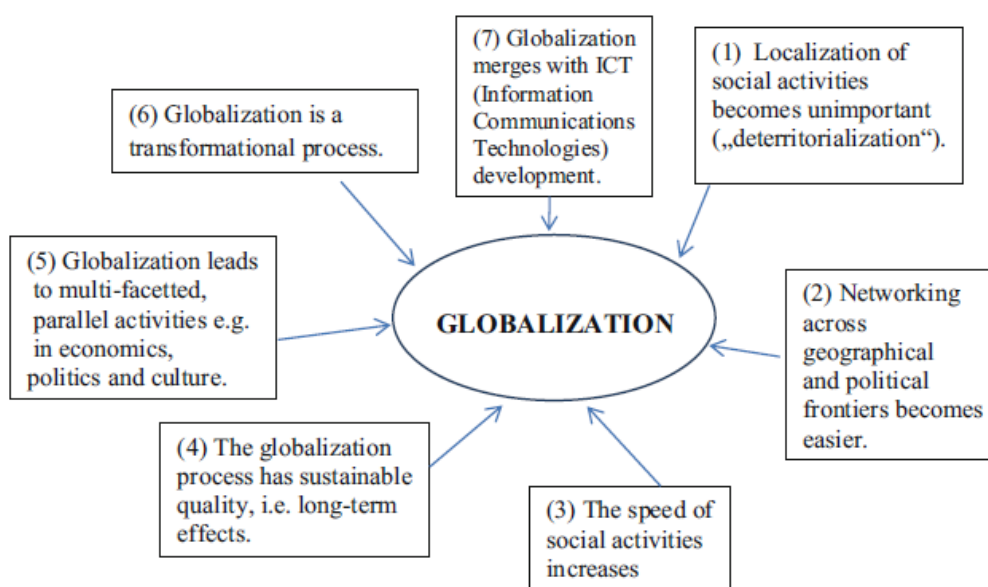 (1) Localization of
social activities
becomes unimportant
(„deterritorialization“).
(2) Networking
across
geographical
and political
frontiers becomes
easier.
(3) The speed of
social activities
increases
(4) The globalization
process has sustainable
quality, i.e. long-term
effects.
(5) Globalization leads
to multi-facetted,
parallel activities e.g.
in economics,
politics and culture.
(6) Globalization is a
transformational process.
(7) Globalization
merges with ICT
(Information
Communications
Technologies)
development.
GLOBALIZATION